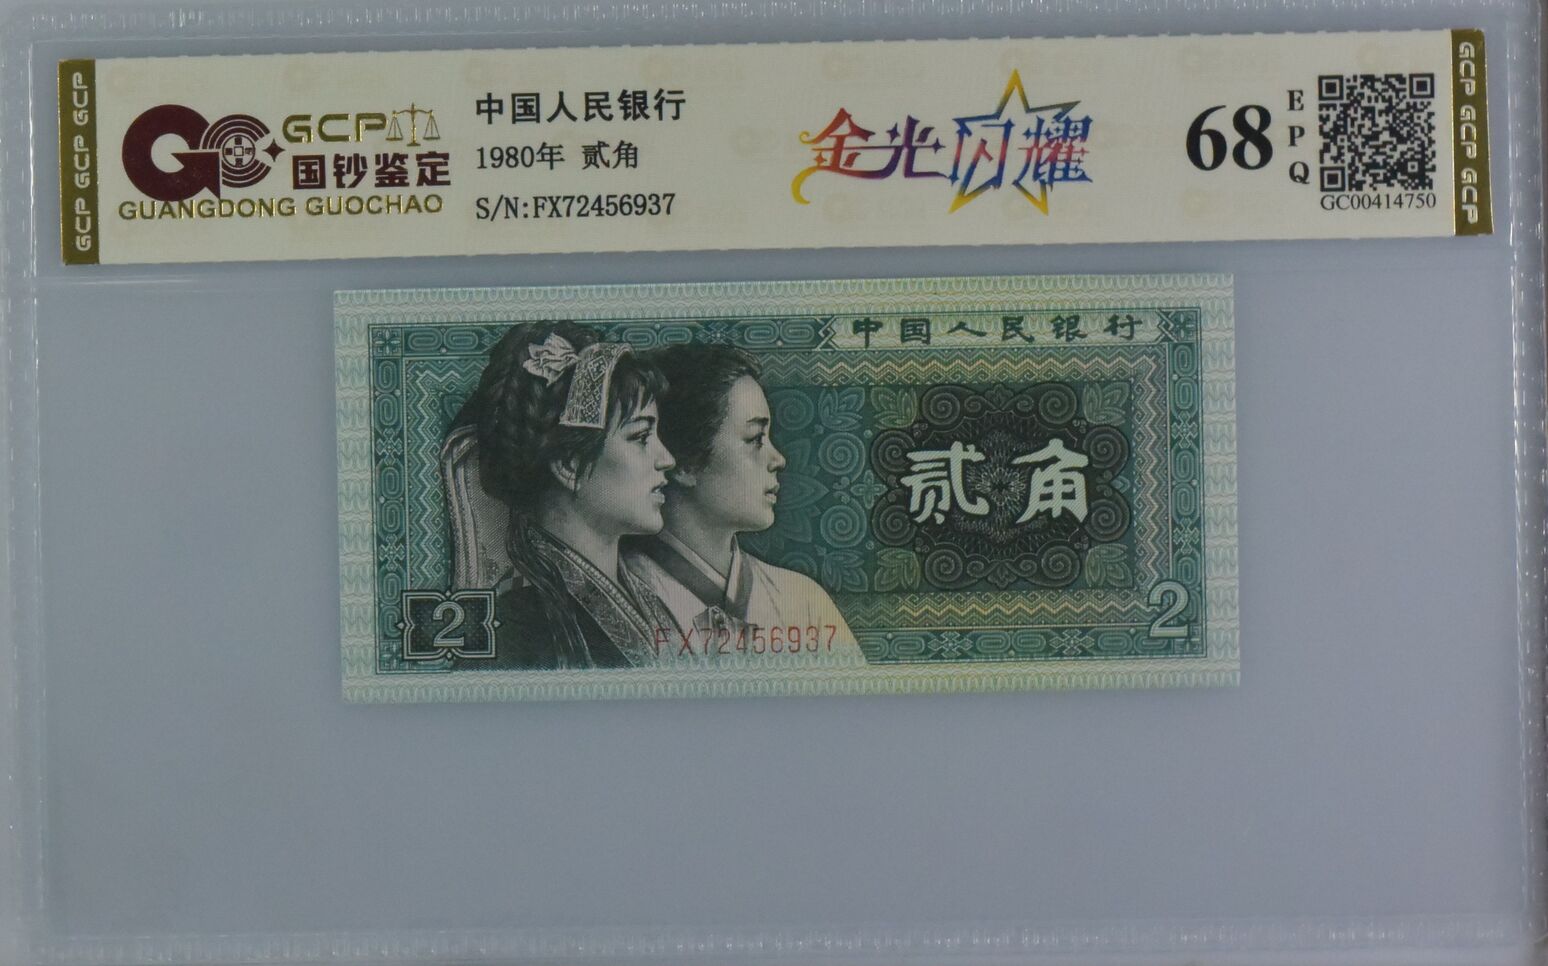 GCP GCP GCP
GCP
国钞鉴定
GUANGDONG GUOCHAO
中国人民银行
1980年 贰角
S/N:FX72456937
金光闪耀
68
EPQ
GC00414750
GCP GCP GCP
中国人民银行
贰角
2
FX72456937
2